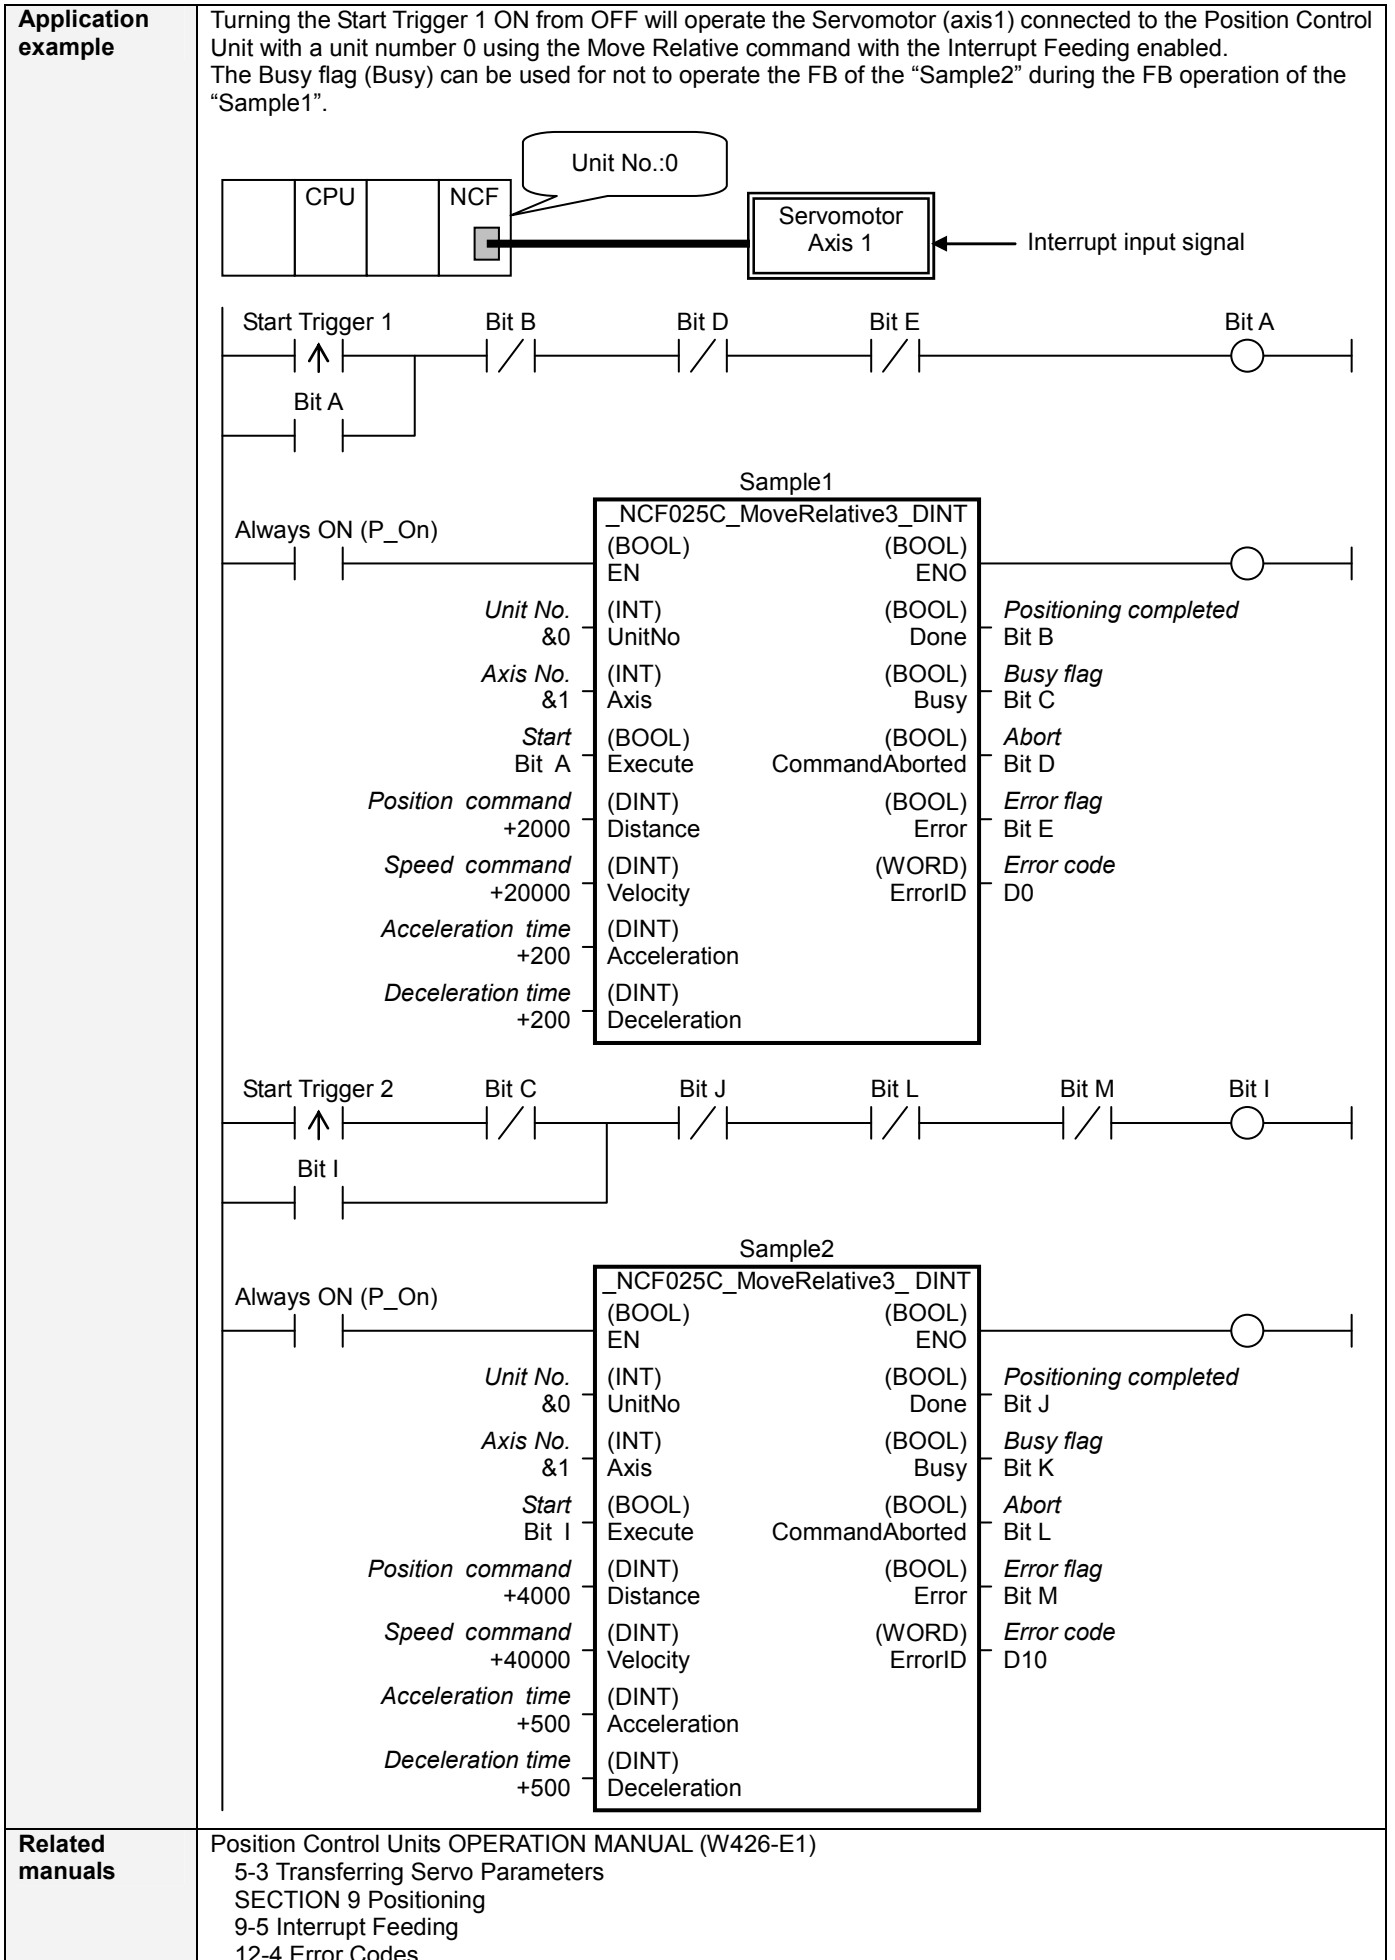 Application example
Turning the Start Trigger 1 ON from OFF will operate the Servomotor (axis1) connected to the Position Control
Unit with a unit number 0 using the Move Relative command with the Interrupt Feeding enabled.
The Busy flag (Busy) can be used for not to operate the FB of the “Sample2” during the FB operation of the
“Sample1”.
Unit No.:0
CPU NCF
Servomotor
Axis 1
Interrupt input signal
Start Trigger 1 Bit B Bit D Bit E Bit A
Bit A
Sample1
_NCF025C_MoveRelative3_DINT
Always ON (P_On)
(BOOL) (BOOL)
EN ENO
Unit No. (INT) (BOOL) Positioning completed
&0 UnitNo Done Bit B
Axis No. (INT) (BOOL) Busy flag
&1 Axis Busy Bit C
Start (BOOL) (BOOL) Abort
Bit A Execute CommandAborted Bit D
Position command (DINT) (BOOL) Error flag
+2000 Distance Error Bit E
Speed command (DINT) (WORD) Error code
+20000 Velocity ErrorID D0
Acceleration time (DINT)
+200 Acceleration
Deceleration time (DINT)
+200 Deceleration
Start Trigger 2 Bit C Bit J Bit L Bit M Bit I
Bit I
Sample2
_NCF025C_MoveRelative3_ DINT
Always ON (P_On)
(BOOL) (BOOL)
EN ENO
Unit No. (INT) (BOOL) Positioning completed
&0 UnitNo Done Bit J
Axis No. (INT) (BOOL) Busy flag
&1 Axis Busy Bit K
Start (BOOL) (BOOL) Abort
Bit I Execute CommandAborted Bit L
Position command (DINT) (BOOL) Error flag
+4000 Distance Error Bit M
Speed command (DINT) (WORD) Error code
+40000 Velocity ErrorID D10
Acceleration time (DINT)
+500 Acceleration
Deceleration time (DINT)
+500 Deceleration
Related manuals
Position Control Units OPERATION MANUAL (W426-E1)
5-3 Transferring Servo Parameters
SECTION 9 Positioning
9-5 Interrupt Feeding
12-4 Error Codes